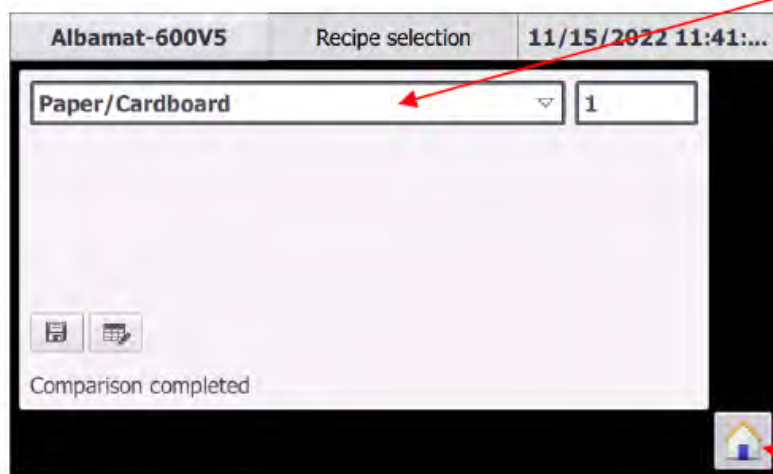 Albamat-600V5 Recipe selection 11/15/2022 11:41:...
Paper/Cardboard 1
Comparison completed